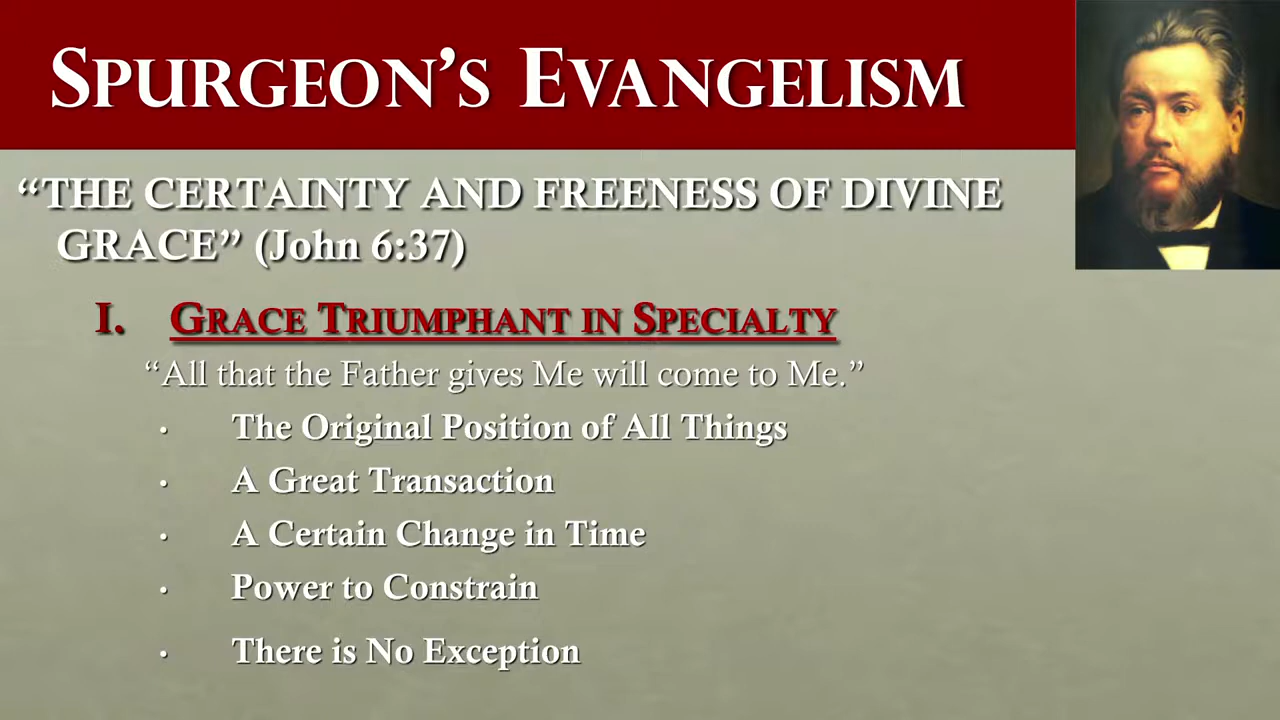 SPURGEON’S EVANGELISM
“THE CERTAINTY AND FREENESS OF DIVINE
GRACE” (John 6:37)
I. GRACE TRIUMPHANT IN SPECIALTY
“All that the Father gives Me will come to Me.”
• The Original Position of All Things
• A Great Transaction
• A Certain Change in Time
• Power to Constrain
• There is No Exception